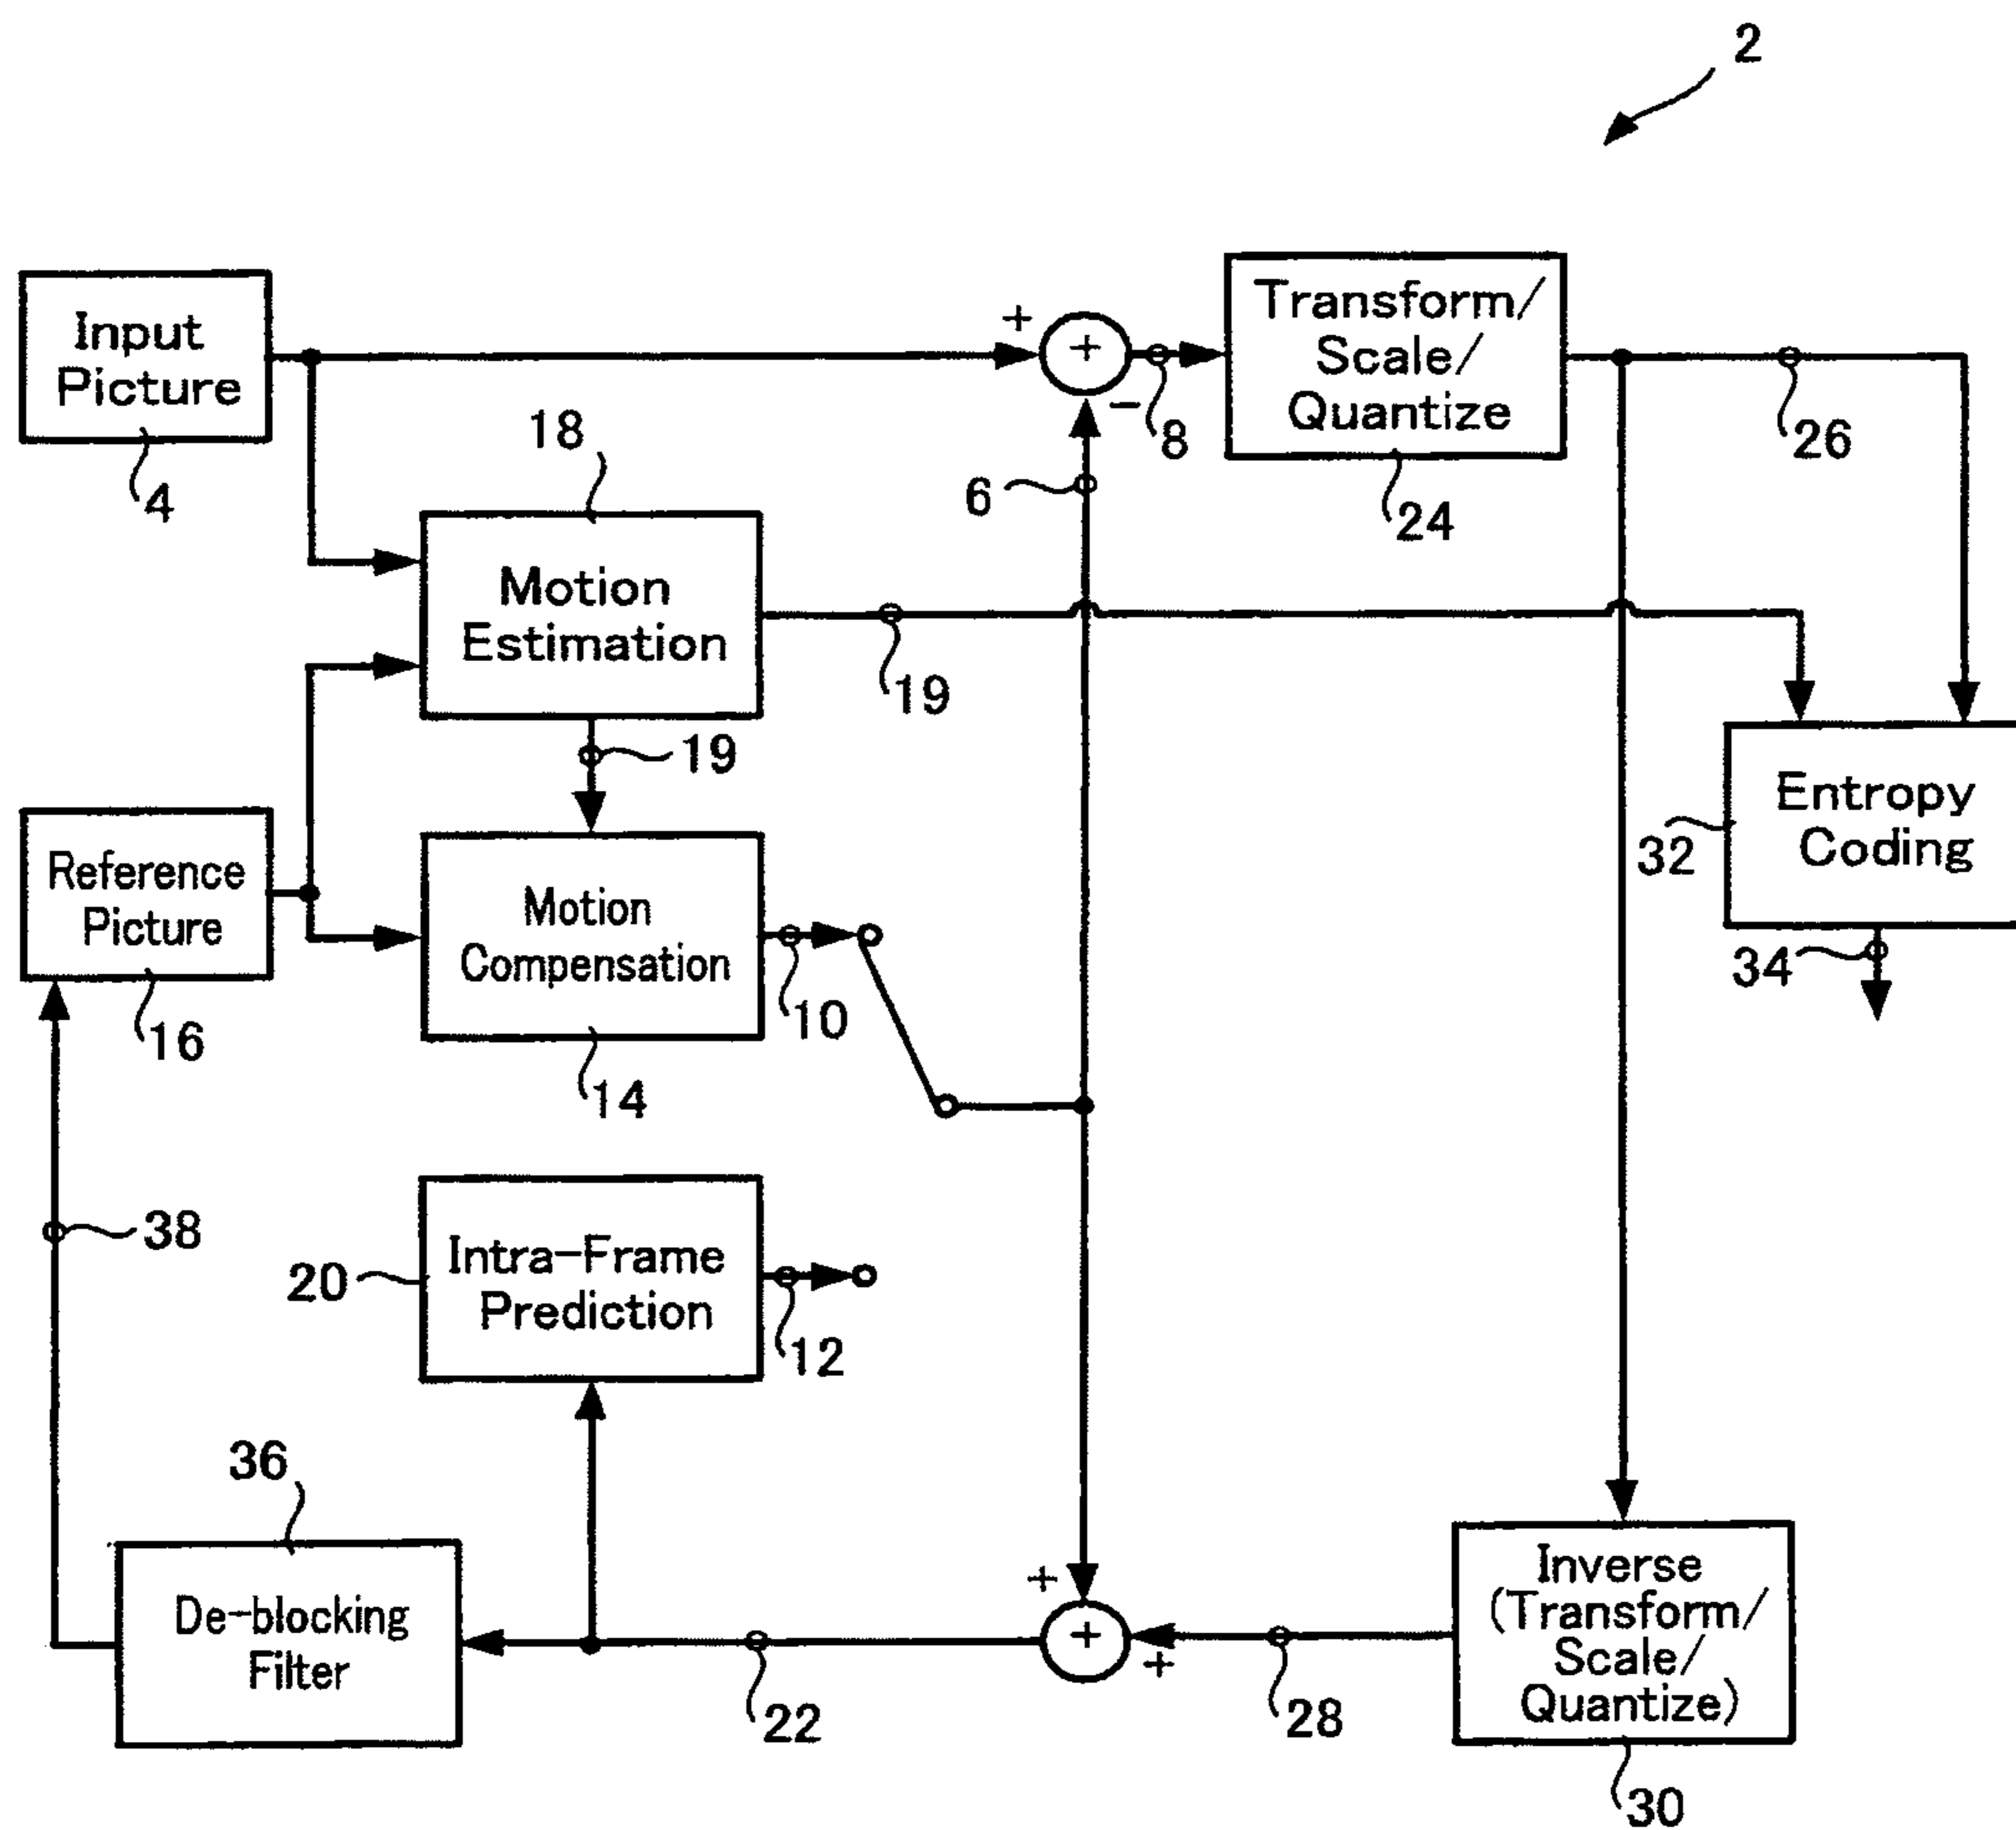 2
Input
Picture
4
+
+
-
8
6
Transform/
Scale/
Quantize
24
26
18
Motion
Estimation
19
19
Reference
Picture
16
Motion
Compensation
10
14
32
Entropy
Coding
34
38
20
Intra-Frame
Prediction
12
36
De-blocking
Filter
22
+
+
+
28
Inverse
(Transform/
Scale/
Quantize)
30